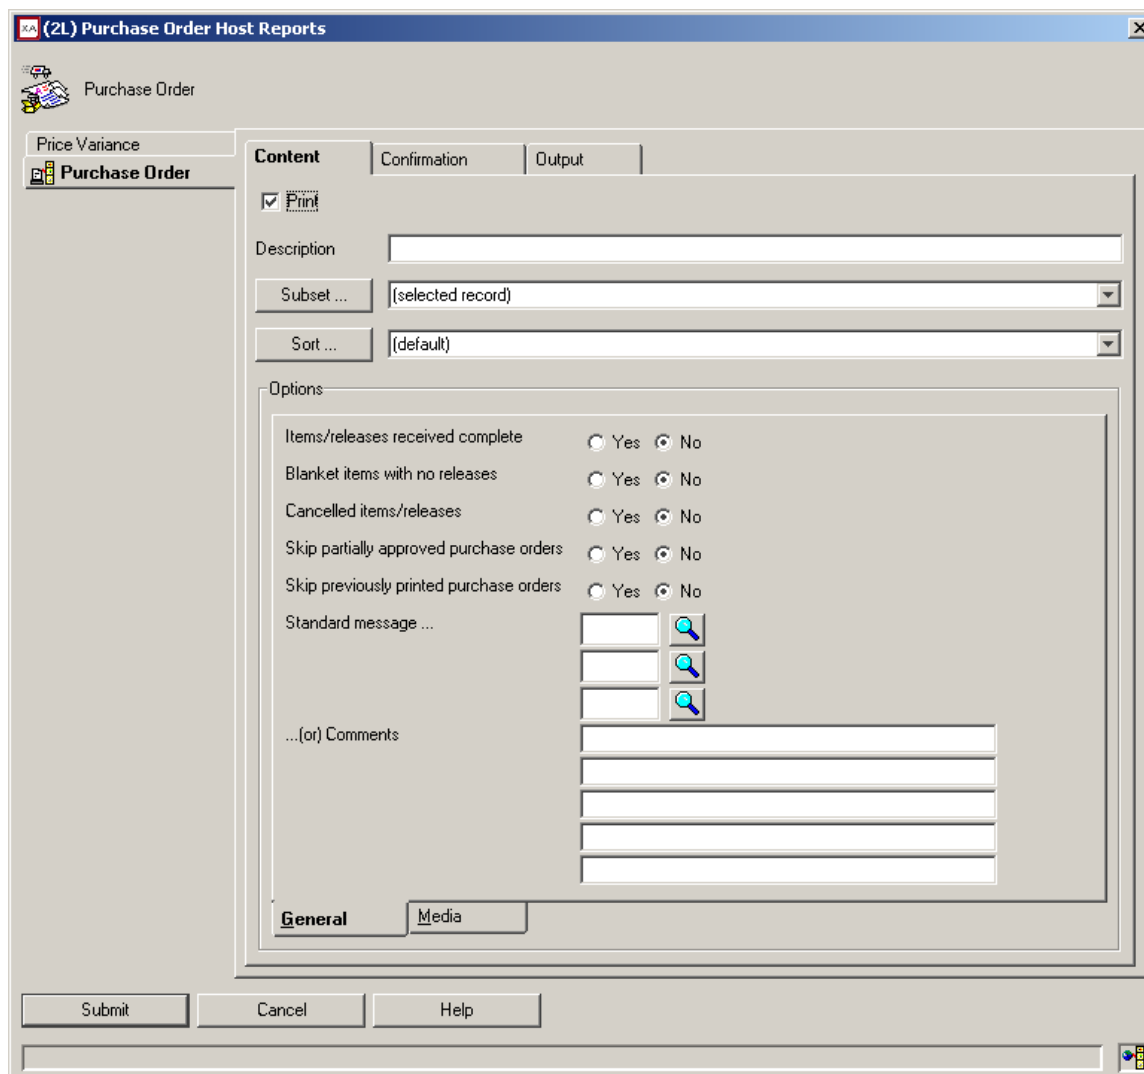 XA (2L) Purchase Order Host Reports
Purchase Order
Price Variance
Purchase Order
Content
Confirmation
Output
Print
Description
Subset ...
(selected record)
Sort ...
(default)
Options
Items/releases received complete Yes No
Blanket items with no releases Yes No
Cancelled items/releases Yes No
Skip partially approved purchase orders Yes No
Skip previously printed purchase orders Yes No
Standard message ...
...(or) Comments
General
Media
Submit
Cancel
Help